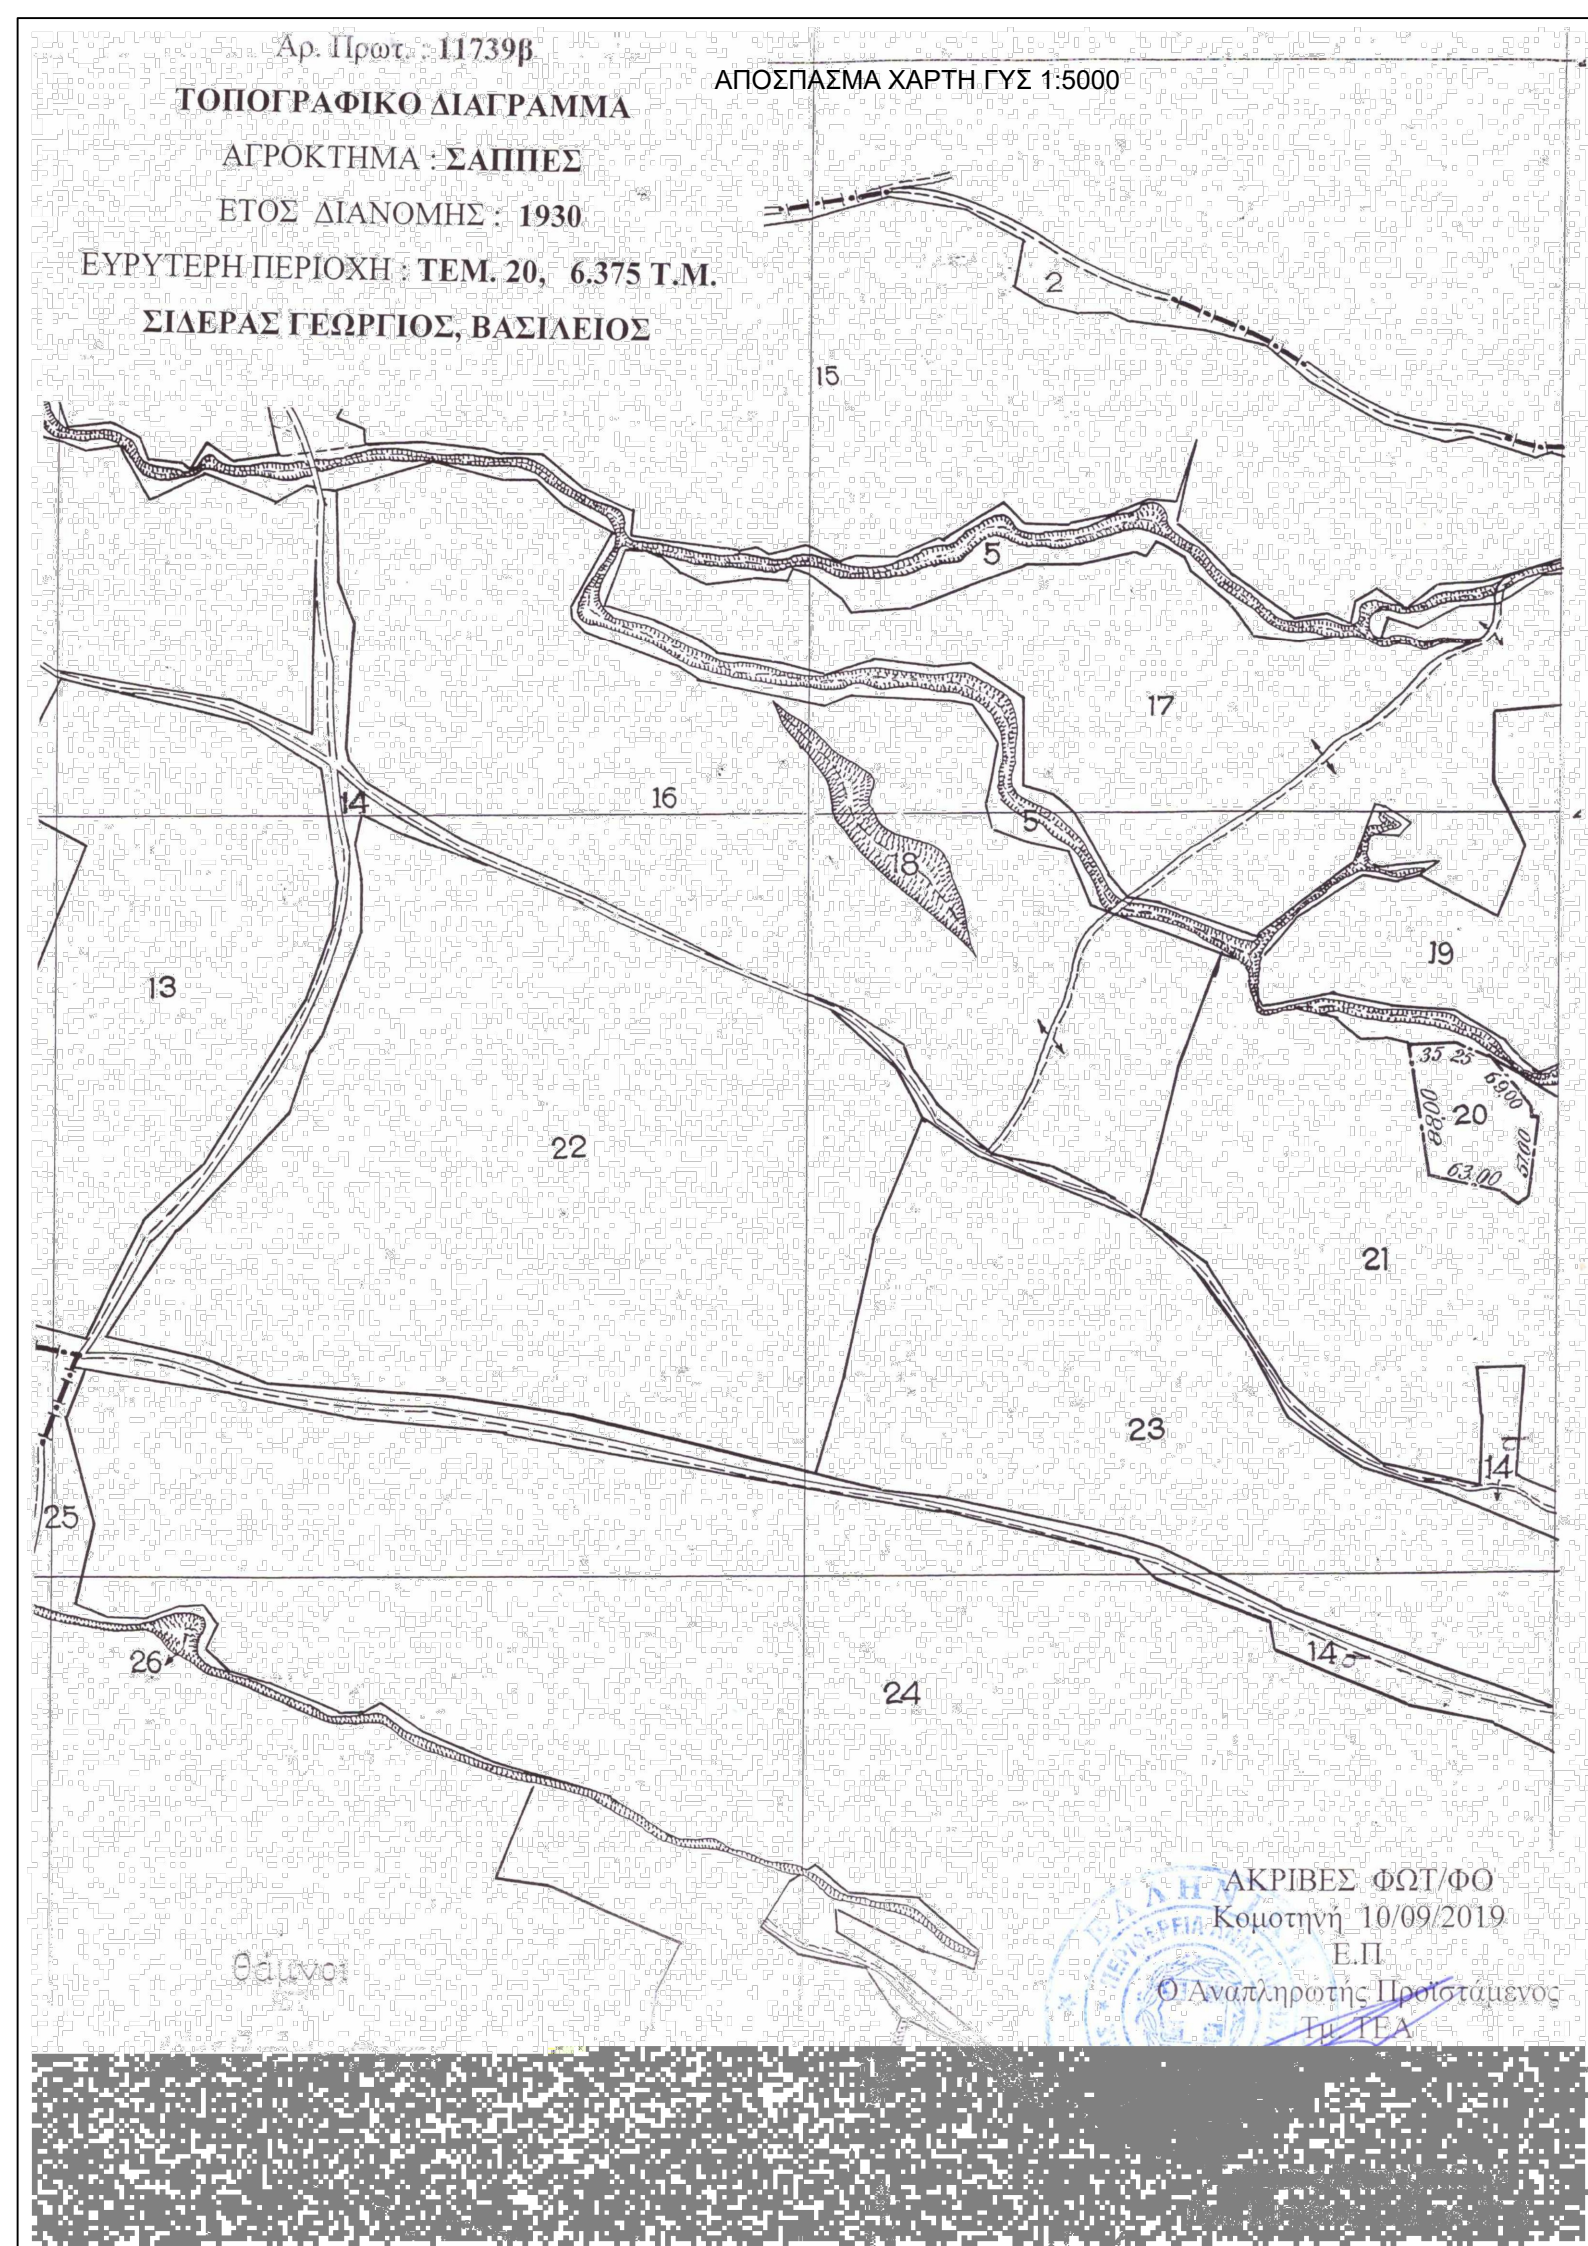 Αρ. Πρωτ. : 11739β
ΑΠΟΣΠΑΣΜΑ ΧΑΡΤΗ ΓΥΣ 1:5000
ΤΟΠΟΓΡΑΦΙΚΟ ΔΙΑΓΡΑΜΜΑ
ΑΓΡΟΚΤΗΜΑ : ΣΑΠΠΕΣ
ΕΤΟΣ ΔΙΑΝΟΜΗΣ : 1930
ΕΥΡΥΤΕΡΗ ΠΕΡΙΟΧΗ : ΤΕΜ. 20, 6.375 Τ.Μ.
ΣΙΔΕΡΑΣ ΓΕΩΡΓΙΟΣ, ΒΑΣΙΛΕΙΟΣ
2
15
5
17
16
14
5
18
19
13
35 25
69.00
88.00
20
57.00
63.00
22
21
23
14
25
14
26
24
Θάμνοι
ΑΚΡΙΒΕΣ ΦΩΤ/ΦΟ
Κομοτηνή 10/09/2019
Ε.Π
Ο Αναπληρωτής Προϊστάμενος
Τμ. ΤΕΑ